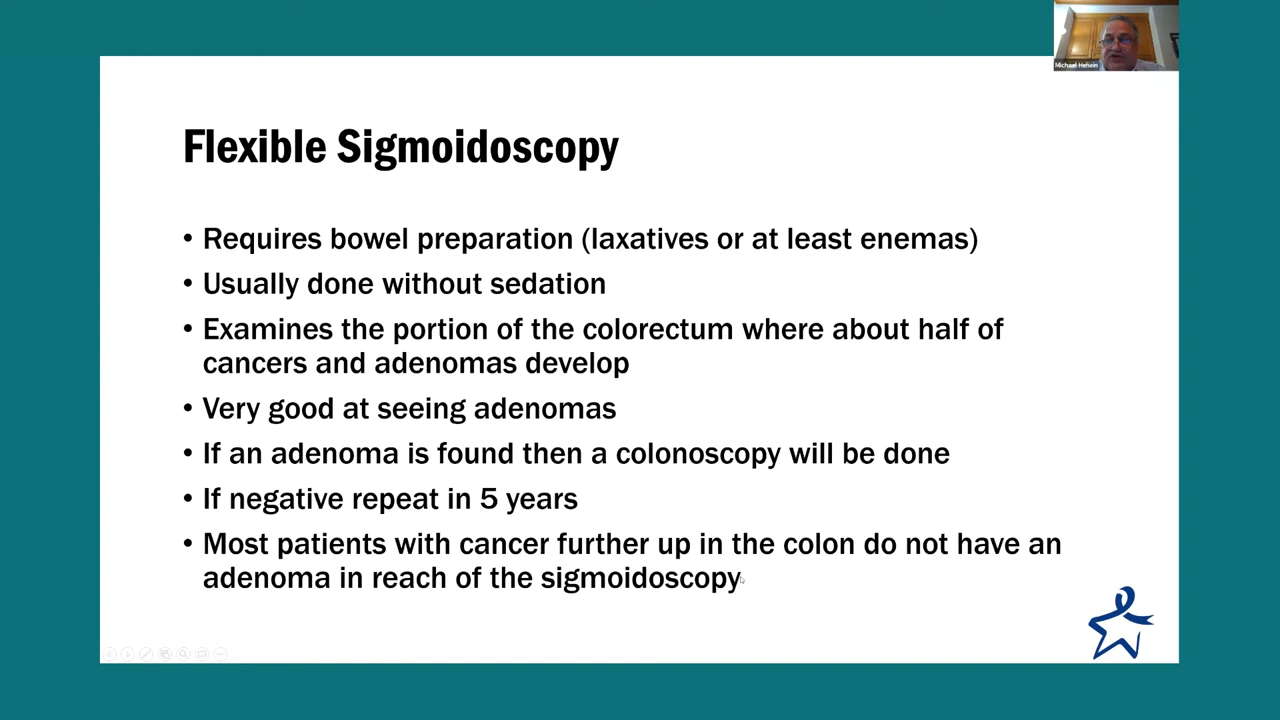 Michael Henein
Flexible Sigmoidoscopy
• Requires bowel preparation (laxatives or at least enemas)
• Usually done without sedation
• Examines the portion of the colorectum where about half of
cancers and adenomas develop
• Very good at seeing adenomas
• If an adenoma is found then a colonoscopy will be done
• If negative repeat in 5 years
• Most patients with cancer further up in the colon do not have an
adenoma in reach of the sigmoidoscopy